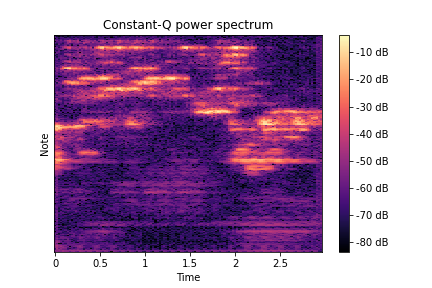 Constant-Q power spectrum
Note
-10 dB
-20 dB
-30 dB
-40 dB
-50 dB
-60 dB
-70 dB
-80 dB
0 0.5 1 1.5 2 2.5
Time